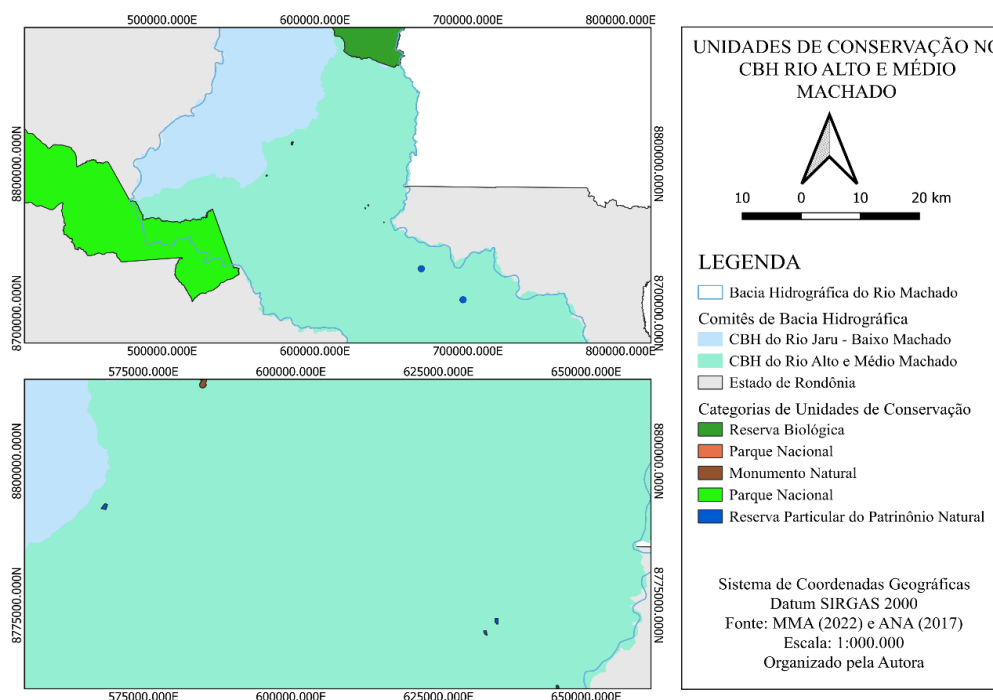 500000.000E 600000.000E 700000.000E 800000.000E
8800000.000N 8800000.000N
8700000.000N 8700000.000N
500000.000E 600000.000E 700000.000E 800000.000E
575000.000E 600000.000E 625000.000E 650000.000E
8800000.000N 8800000.000N
8775000.000N 8775000.000N
575000.000E 600000.000E 625000.000E 650000.000E
UNIDADES DE CONSERVAÇÃO NO
CBH RIO ALTO E MÉDIO
MACHADO
10 0 10 20 km
LEGENDA
Bacia Hidrográfica do Rio Machado
Comitês de Bacia Hidrográfica
CBH do Rio Jaru - Baixo Machado
CBH do Rio Alto e Médio Machado
Estado de Rondônia
Categorias de Unidades de Conservação
Reserva Biológica
Parque Nacional
Monumento Natural
Parque Nacional
Reserva Particular do Patrinônio Natural
Sistema de Coordenadas Geográficas
Datum SIRGAS 2000
Fonte: MMA (2022) e ANA (2017)
Escala: 1:000.000
Organizado pela Autora